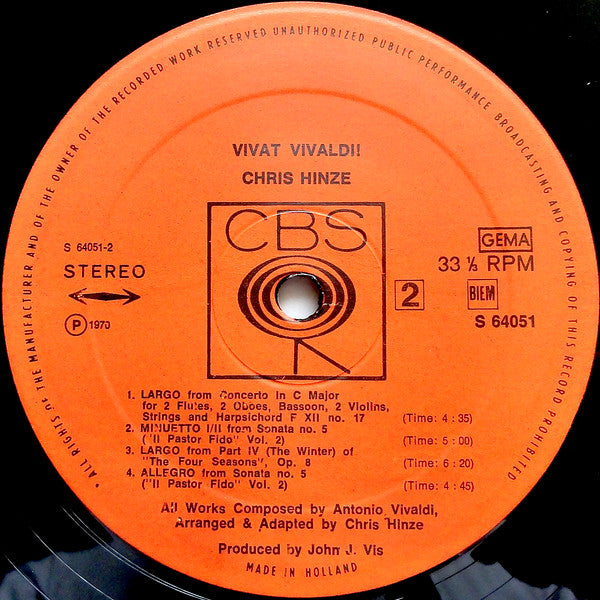 * ALL RIGHTS OF THE MANUFACTURER AND OF THE OWNER OF THE RECORDED WORK RESERVED UNAUTHORIZED PUBLIC PERFORMANCE BROADCASTING AND COPYING OF THIS RECORD PROHIBITED
VIVAT VIVALDI!
CHRIS HINZE
CBS
S 64051-2
STEREO
GEMA
33 ⅓ RPM
2
BIEM
P 1970
S 64051
1. LARGO from Concerto in C Major
for 2 Flutes, 2 Oboes, Bassoon, 2 Violins,
Strings and Harpsichord F XII no. 17 (Time: 4 : 35)
2. MINUETTO I/II from Sonata no. 5
("Il Pastor Fido" Vol. 2) (Time: 5 : 00)
3. LARGO from Part IV (The Winter) of
"The Four Seasons", Op. 8 (Time: 6 : 20)
4. ALLEGRO from Sonata no. 5
("Il Pastor Fido" Vol. 2) (Time: 4 : 45)
All Works Composed by Antonio Vivaldi,
Arranged & Adapted by Chris Hinze
Produced by John J. Vis
MADE IN HOLLAND